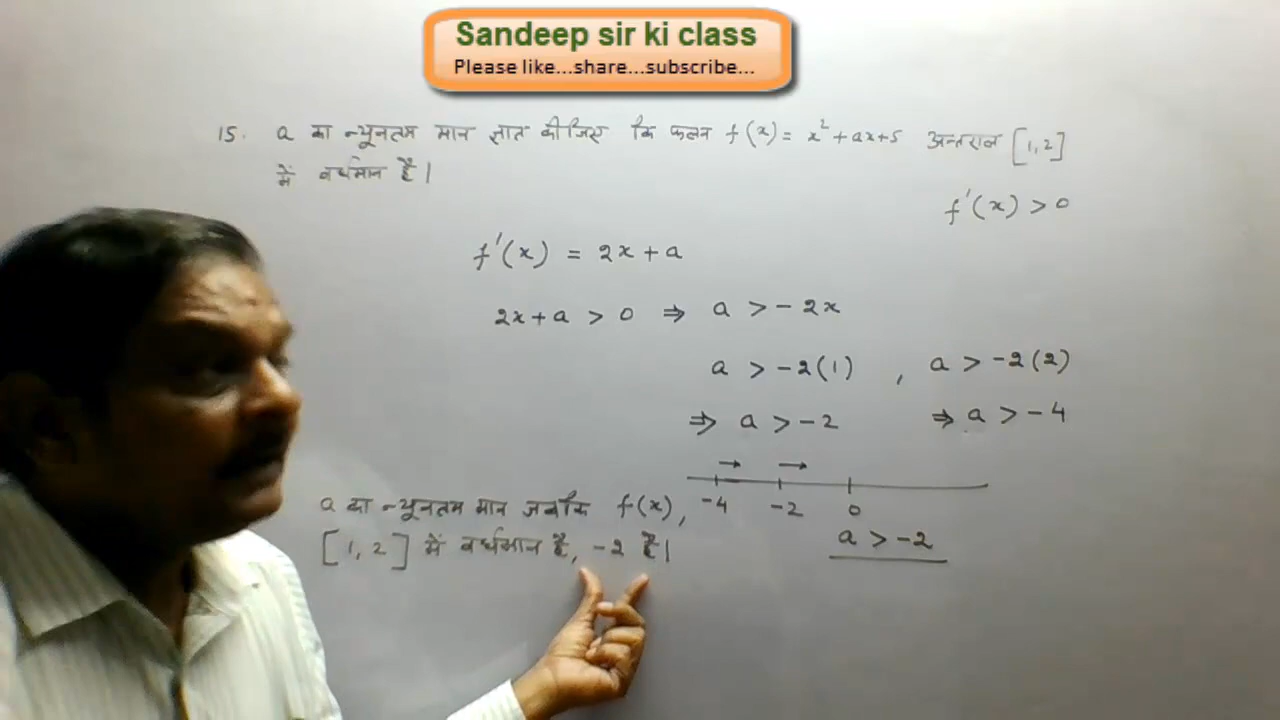 Sandeep sir ki class
Please like...share...subscribe...
15. a का न्यूनतम मान ज्ञात कीजिए कि फलन f(x) = x² + ax + 5 अन्तराल [1, 2]
में वर्धमान है।
f'(x) > 0
f'(x) = 2x + a
2x + a > 0 ⇒ a > - 2x
a > - 2(1) , a > - 2(2)
⇒ a > - 2 ⇒ a > - 4
→ →
-4 -2 0
a > - 2
a का न्यूनतम मान जबकि f(x),
[1, 2] में वर्धमान है, -2 है।